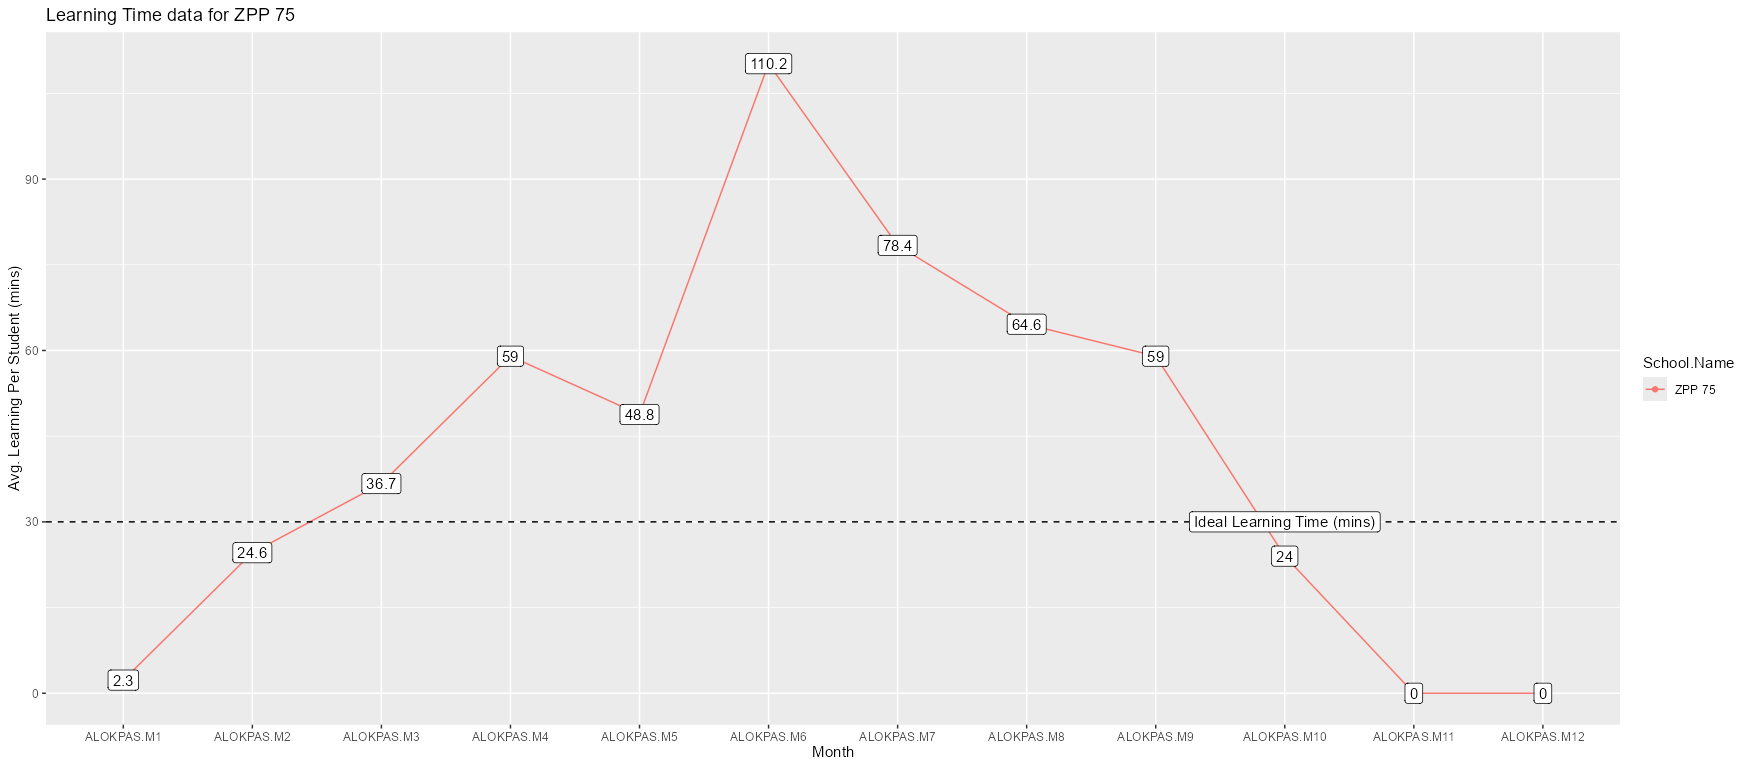 Learning Time data for ZPP 75
Avg. Learning Per Student (mins)
90
60
30
0
2.3
24.6
36.7
59
48.8
110.2
78.4
64.6
59
24
0
0
Ideal Learning Time (mins)
ALOKPAS.M1
ALOKPAS.M2
ALOKPAS.M3
ALOKPAS.M4
ALOKPAS.M5
ALOKPAS.M6
ALOKPAS.M7
ALOKPAS.M8
ALOKPAS.M9
ALOKPAS.M10
ALOKPAS.M11
ALOKPAS.M12
Month
School.Name
ZPP 75